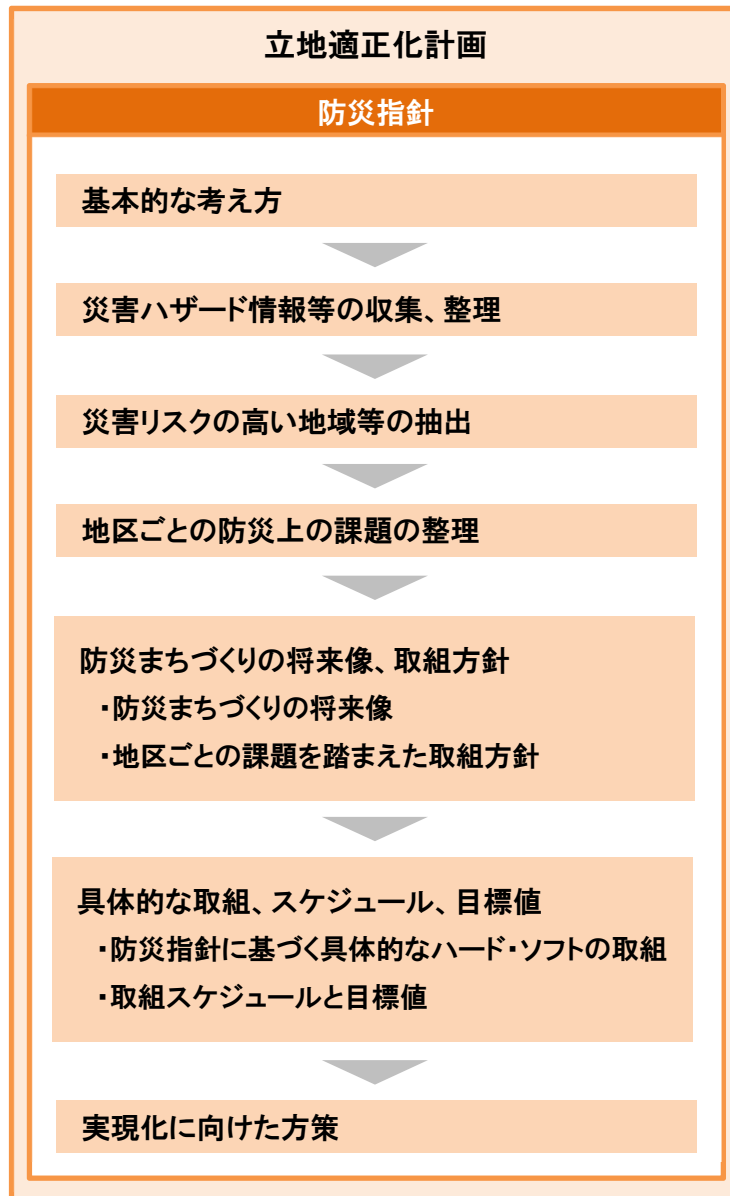 立地適正化計画
防災指針
基本的な考え方
災害ハザード情報等の収集、整理
災害リスクの高い地域等の抽出
地区ごとの防災上の課題の整理
防災まちづくりの将来像、取組方針
・防災まちづくりの将来像
・地区ごとの課題を踏まえた取組方針
具体的な取組、スケジュール、目標値
・防災指針に基づく具体的なハード・ソフトの取組
・取組スケジュールと目標値
実現化に向けた方策